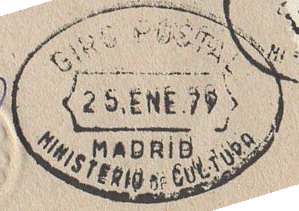 GIRO POSTAL
25.ENE.79
MADRID
MINISTERIO DE CULTURA